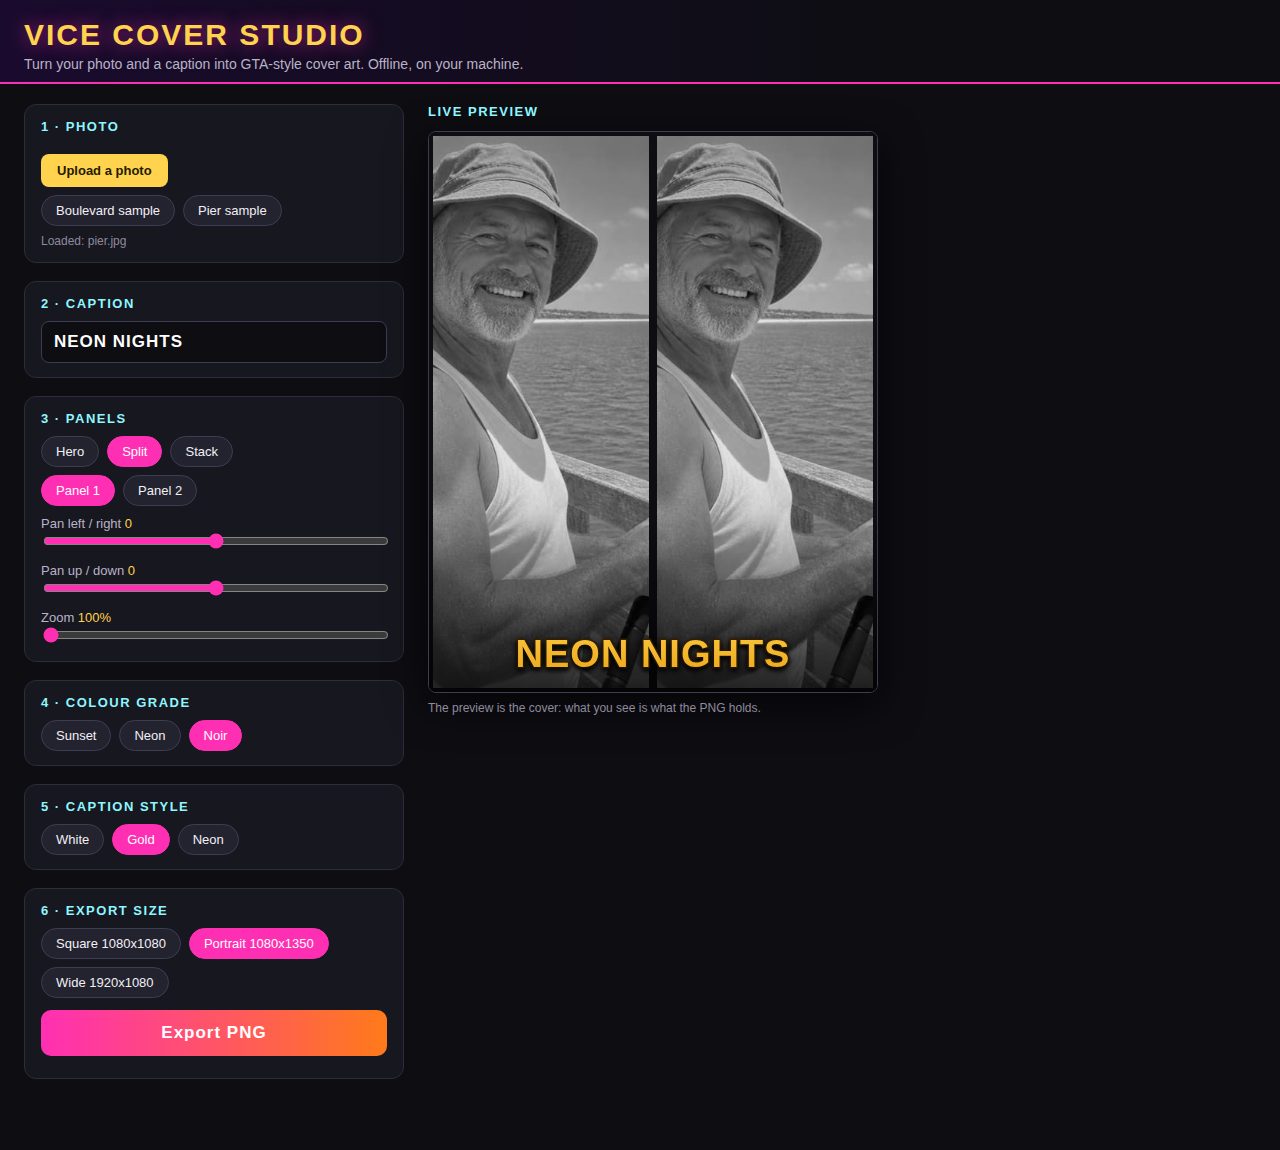 VICE COVER STUDIO
Turn your photo and a caption into GTA-style cover art. Offline, on your machine.
1 · PHOTO
Upload a photo
Boulevard sample
Pier sample
Loaded: pier.jpg
2 · CAPTION
NEON NIGHTS
3 · PANELS
Hero
Split
Stack
Panel 1
Panel 2
Pan left / right 0
Pan up / down 0
Zoom 100%
4 · COLOUR GRADE
Sunset
Neon
Noir
5 · CAPTION STYLE
White
Gold
Neon
6 · EXPORT SIZE
Square 1080x1080
Portrait 1080x1350
Wide 1920x1080
Export PNG
LIVE PREVIEW
NEON NIGHTS
The preview is the cover: what you see is what the PNG holds.